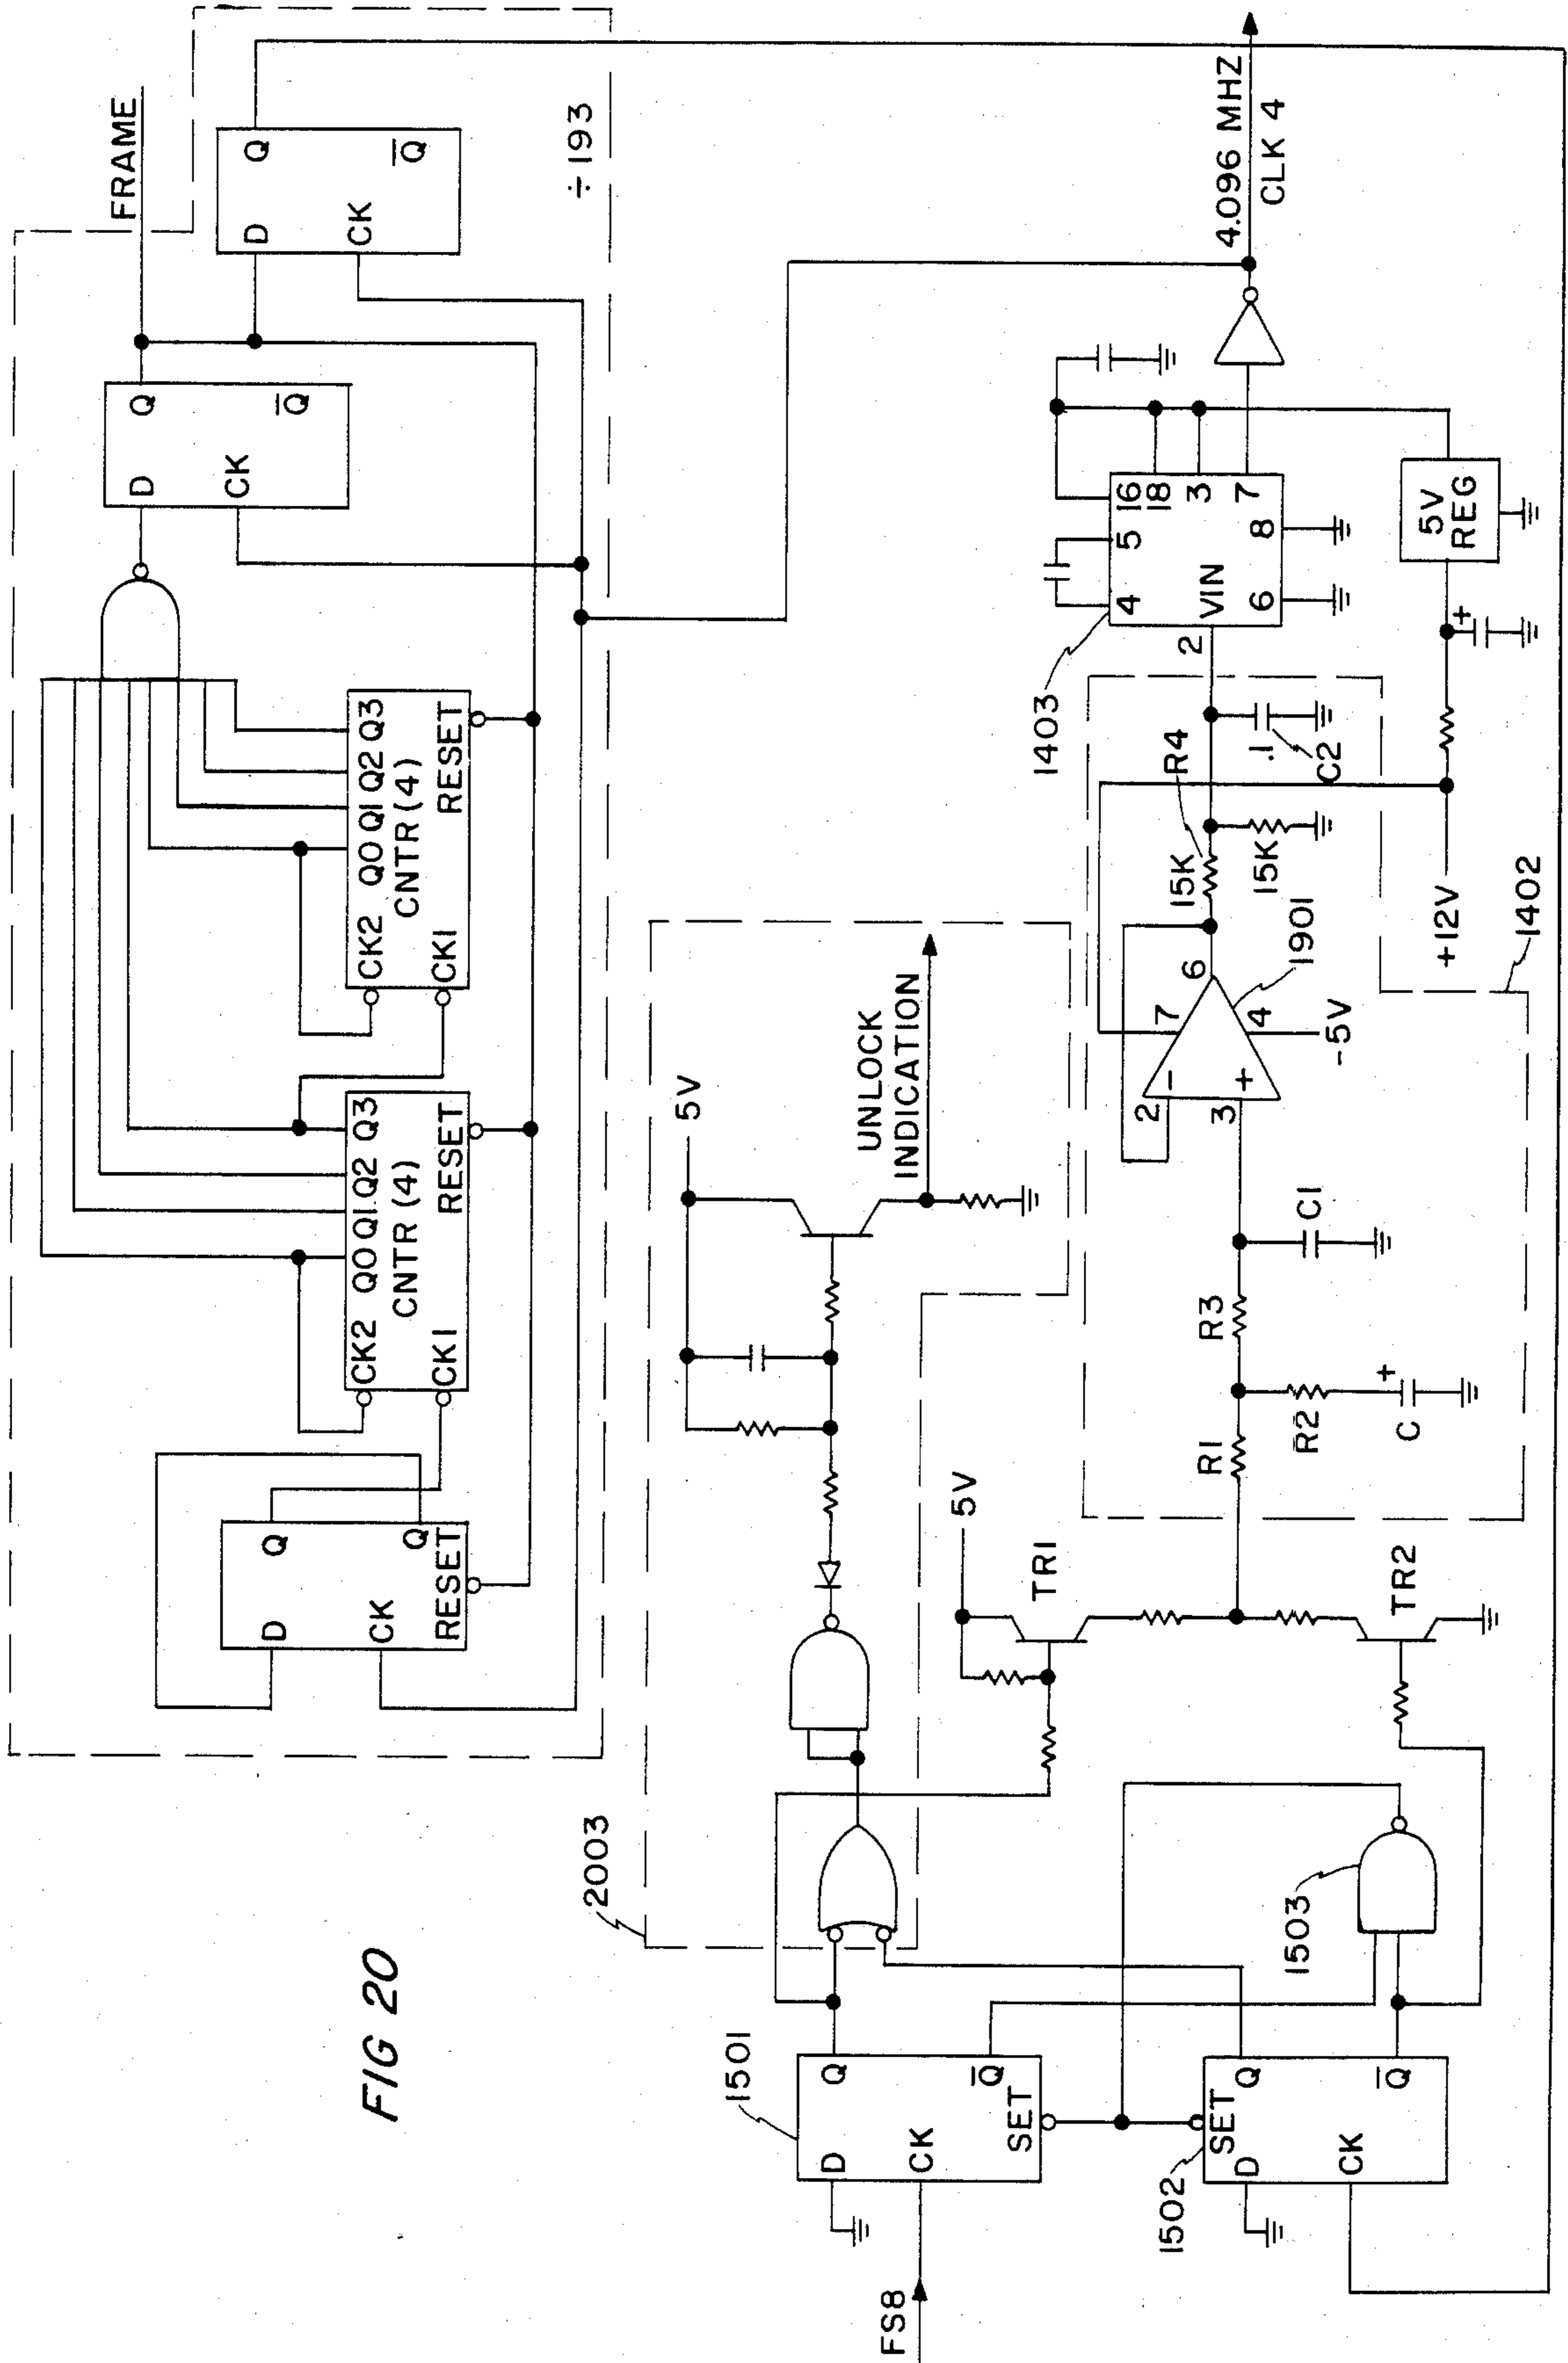 FIG 20
FRAME
÷193
D
Q
CK
Q
RESET
CK2
Q0 Q1 Q2 Q3
CNTR (4)
CK1
RESET
CK2
Q0 Q1 Q2 Q3
CNTR (4)
CK1
RESET
D
Q
CK
Q̅
D
Q
CK
Q̅
2003
5V
UNLOCK
INDICATION
1501
D
Q
CK
Q̅
SET
FS8
1502
SET
D
Q
CK
Q̅
1503
5V
TR1
TR2
R1
R2
+
C
R3
C1
2
−
3
+
7
6
4
-5V
1901
15K
R4
15K
.1
C2
1402
+12V
+
5V
REG
1403
2
VIN
4
5
16
18
3
7
6
8
4.096 MHZ
CLK 4